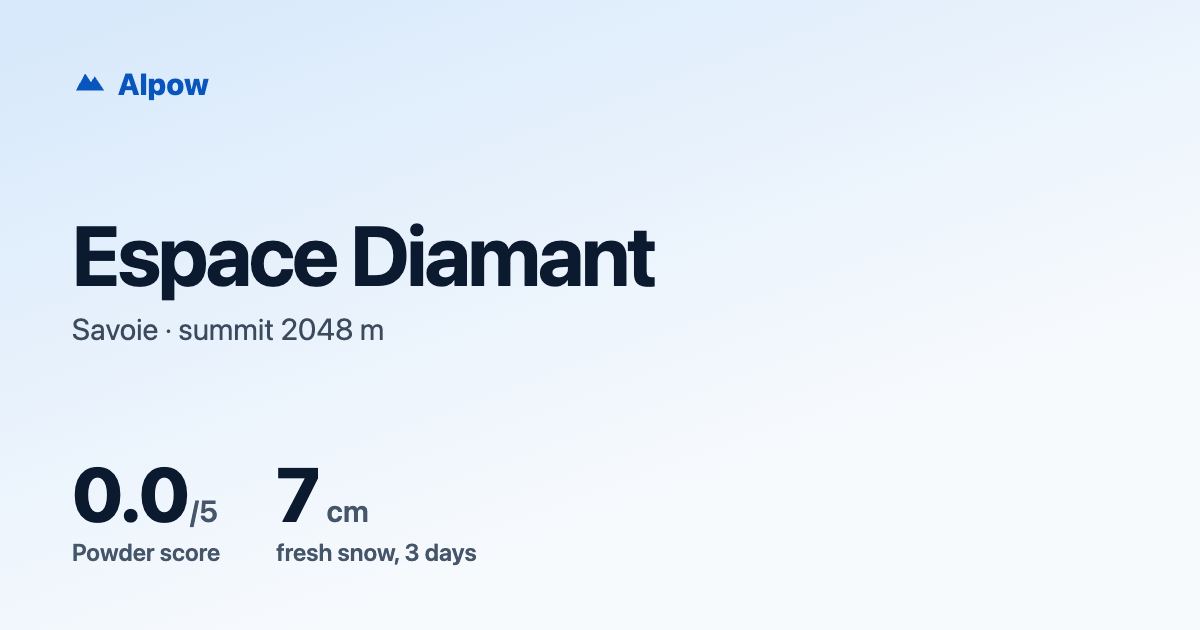 Alpow
Espace Diamant
Savoie · summit 2048 m
0.0/5 7 cm
Powder score fresh snow, 3 days